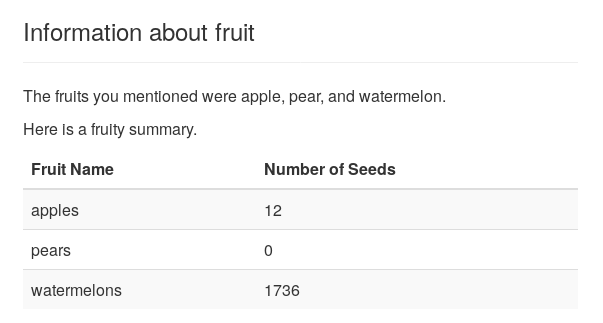 Information about fruit
The fruits you mentioned were apple, pear, and watermelon.
Here is a fruity summary.
Fruit Name Number of Seeds
apples 12
pears 0
watermelons 1736